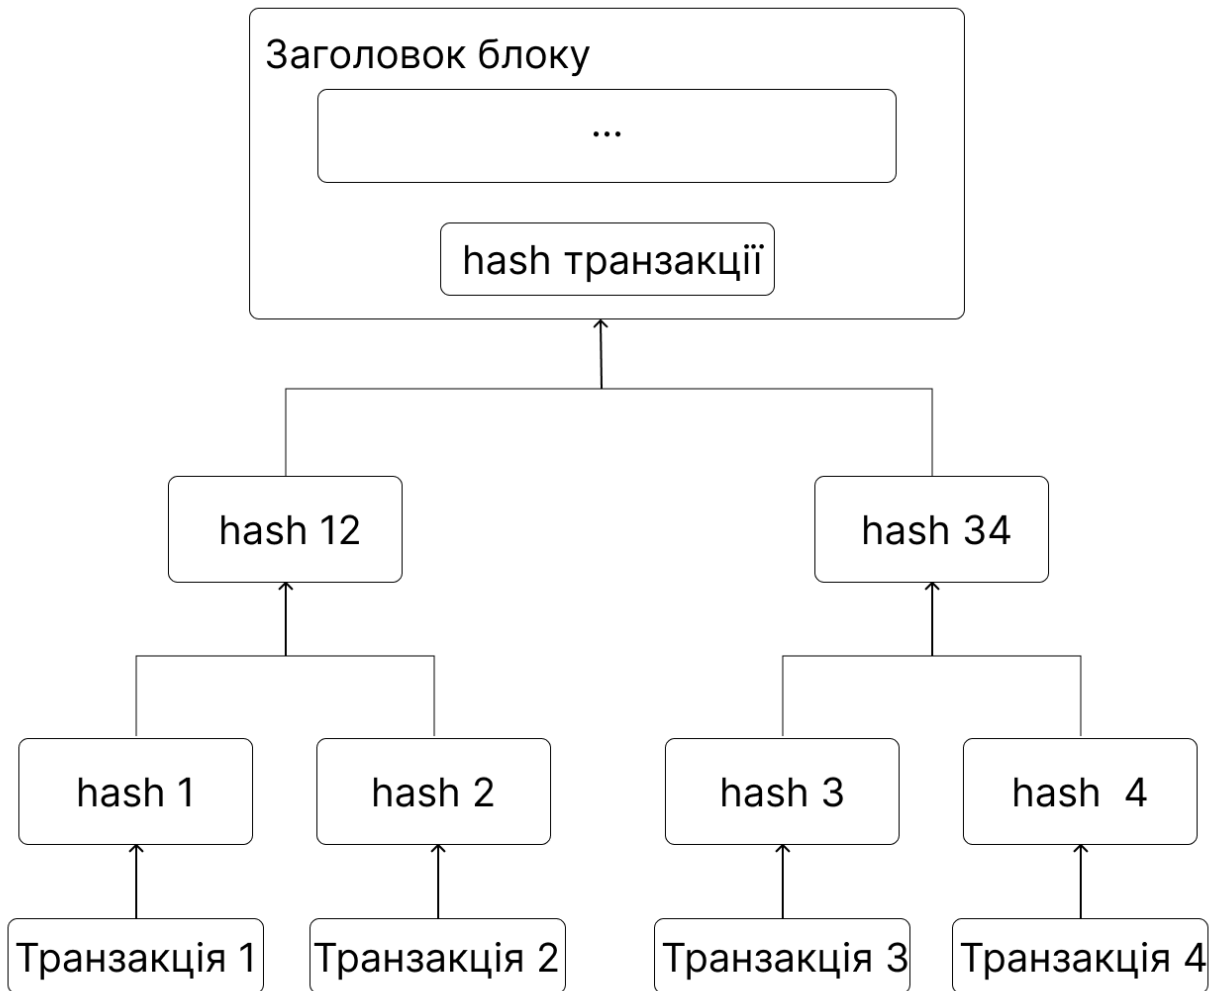 Заголовок блоку
...
hash транзакції
hash 12
hash 34
hash 1
hash 2
hash 3
hash  4
Транзакція 1
Транзакція 2
Транзакція 3
Транзакція 4